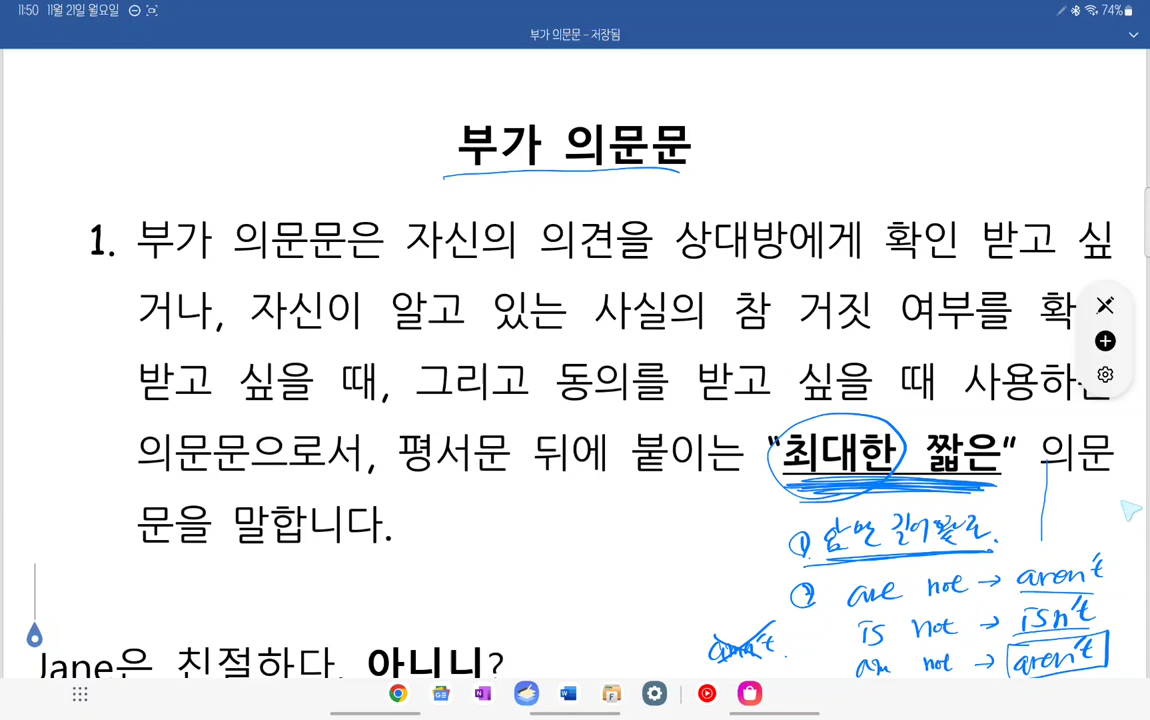 11:50 11월 21일 월요일
74%
부가 의문문 – 저장됨
부가 의문문
1. 부가 의문문은 자신의 의견을 상대방에게 확인 받고 싶
거나, 자신이 알고 있는 사실의 참 거짓 여부를 확
받고 싶을 때, 그리고 동의를 받고 싶을 때 사용하는
의문문으로서, 평서문 뒤에 붙이는 “최대한 짧은” 의문
문을 말합니다.
①
② are not → aren't
is not → isn't
am not → aren't
Jane은 친절하다. 아니니?